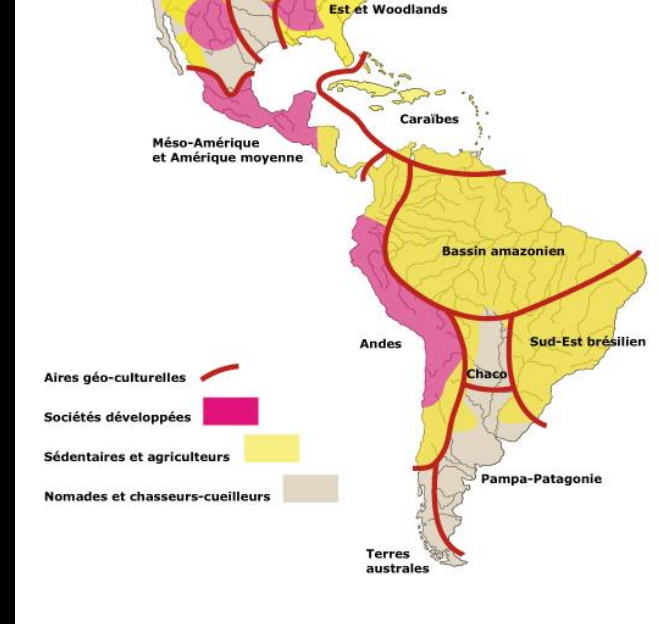 Est et Woodlands
Caraïbes
Méso-Amérique
et Amérique moyenne
Bassin amazonien
Andes
Sud-Est brésilien
Chaco
Aires géo-culturelles
Sociétés développées
Sédentaires et agriculteurs
Nomades et chasseurs-cueilleurs
Pampa-Patagonie
Terres
australes